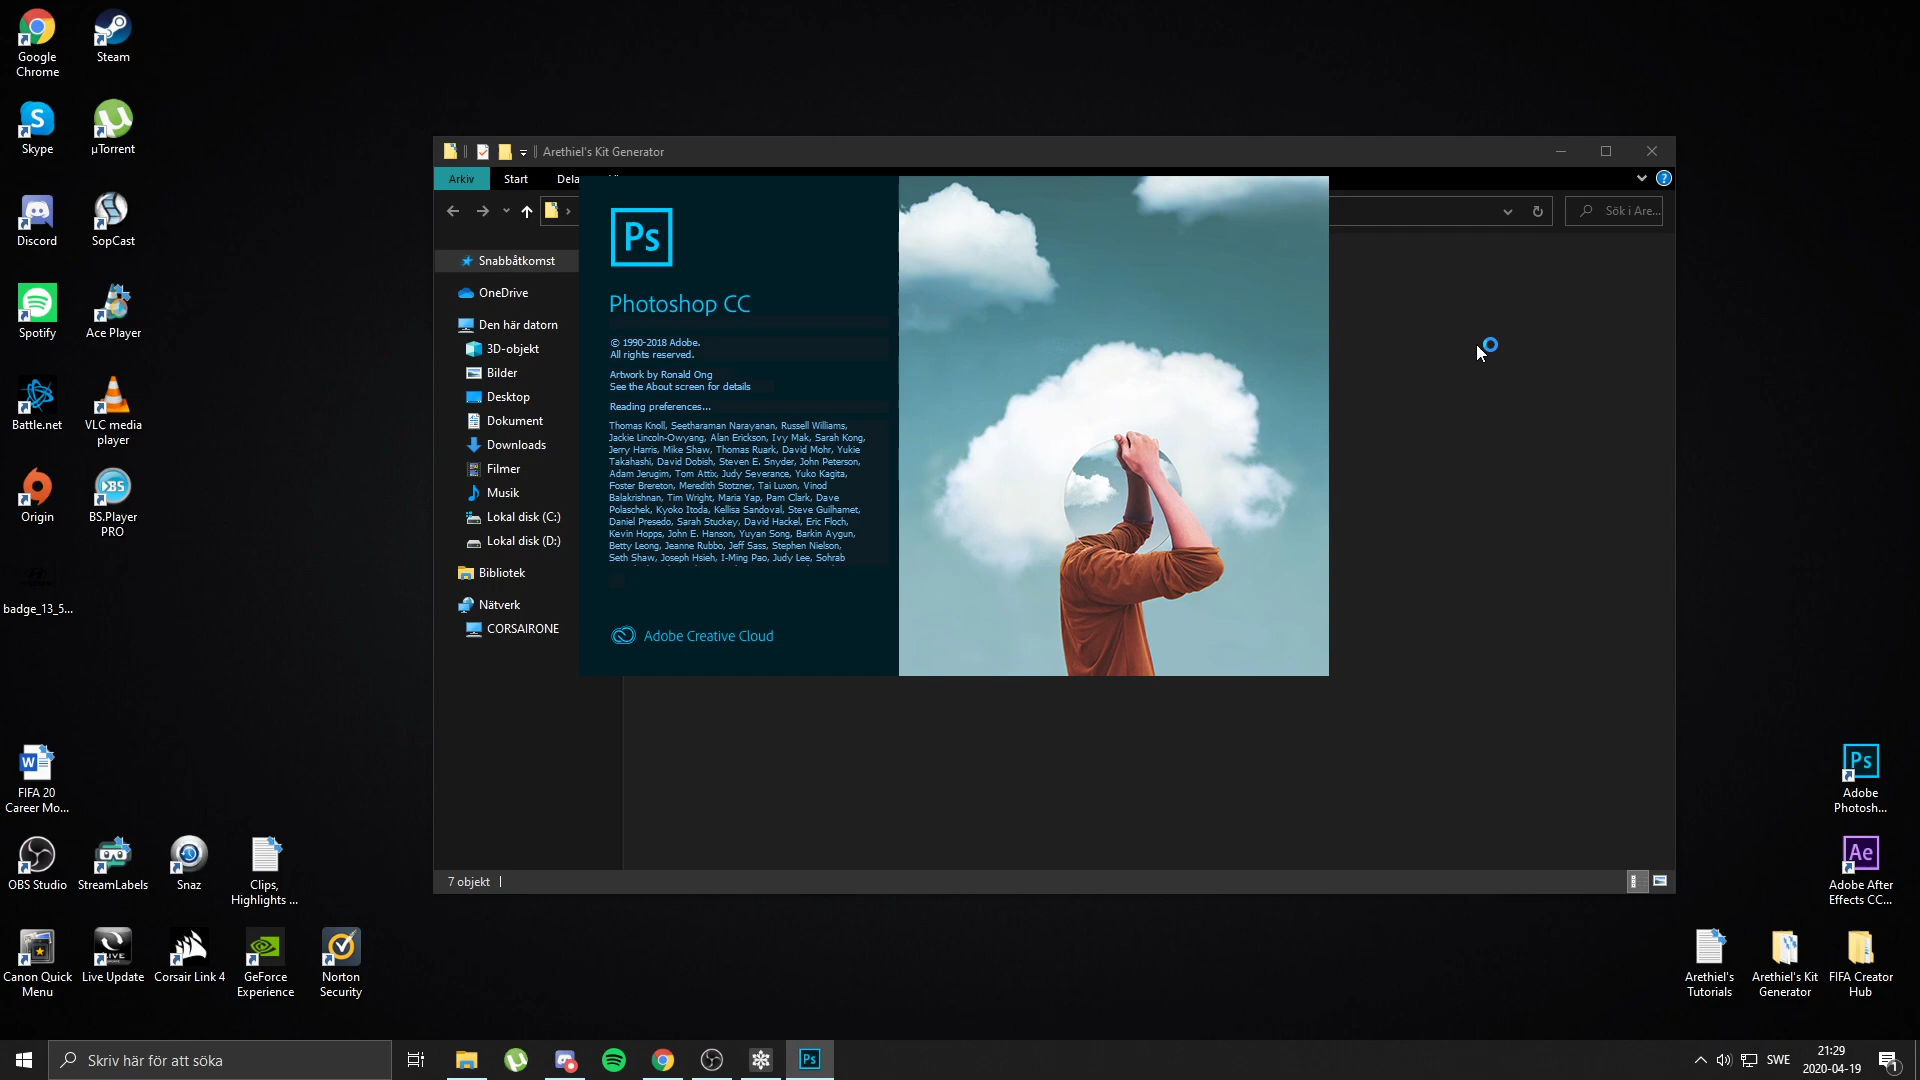 Google
Chrome
Steam
Skype
µTorrent
Discord
SopCast
Spotify
Ace Player
Battle.net
VLC media
player
Origin
BS.Player
PRO
badge_13_5...
FIFA 20
Career Mo...
OBS Studio
StreamLabels
Snaz
Clips,
Highlights ...
Canon Quick
Menu
Live Update
Corsair Link 4
GeForce
Experience
Norton
Security
Arethiel's Kit Generator
Arkiv
Start
Dela
Sök i Are...
Snabbåtkomst
OneDrive
Den här datorn
3D-objekt
Bilder
Desktop
Dokument
Downloads
Filmer
Musik
Lokal disk (C:)
Lokal disk (D:)
Bibliotek
Nätverk
CORSAIRONE
7 objekt
Ps
Photoshop CC
© 1990-2018 Adobe.
All rights reserved.
Artwork by Ronald Ong
See the About screen for details
Reading preferences...
Thomas Knoll, Seetharaman Narayanan, Russell Williams,
Jackie Lincoln-Owyang, Alan Erickson, Ivy Mak, Sarah Kong,
Jerry Harris, Mike Shaw, Thomas Ruark, David Mohr, Yukie
Takahashi, David Dobish, Steven E. Snyder, John Peterson,
Adam Jerugim, Tom Attix, Judy Severance, Yuko Kagita,
Foster Brereton, Meredith Stotzner, Tai Luxon, Vinod
Balakrishnan, Tim Wright, Maria Yap, Pam Clark, Dave
Polaschek, Kyoko Itoda, Kellisa Sandoval, Steve Guilhamet,
Daniel Presedo, Sarah Stuckey, David Hackel, Eric Floch,
Kevin Hopps, John E. Hanson, Yuyan Song, Barkin Aygun,
Betty Leong, Jeanne Rubbo, Jeff Sass, Stephen Nielson,
Seth Shaw, Joseph Hsieh, I-Ming Pao, Judy Lee, Sohrab
Adobe Creative Cloud
Ps
Adobe
Photosh...
Ae
Adobe After
Effects CC...
Arethiel's
Tutorials
Arethiel's Kit
Generator
FIFA Creator
Hub
Skriv här för att söka
Ps
SWE
21:29
2020-04-19
1